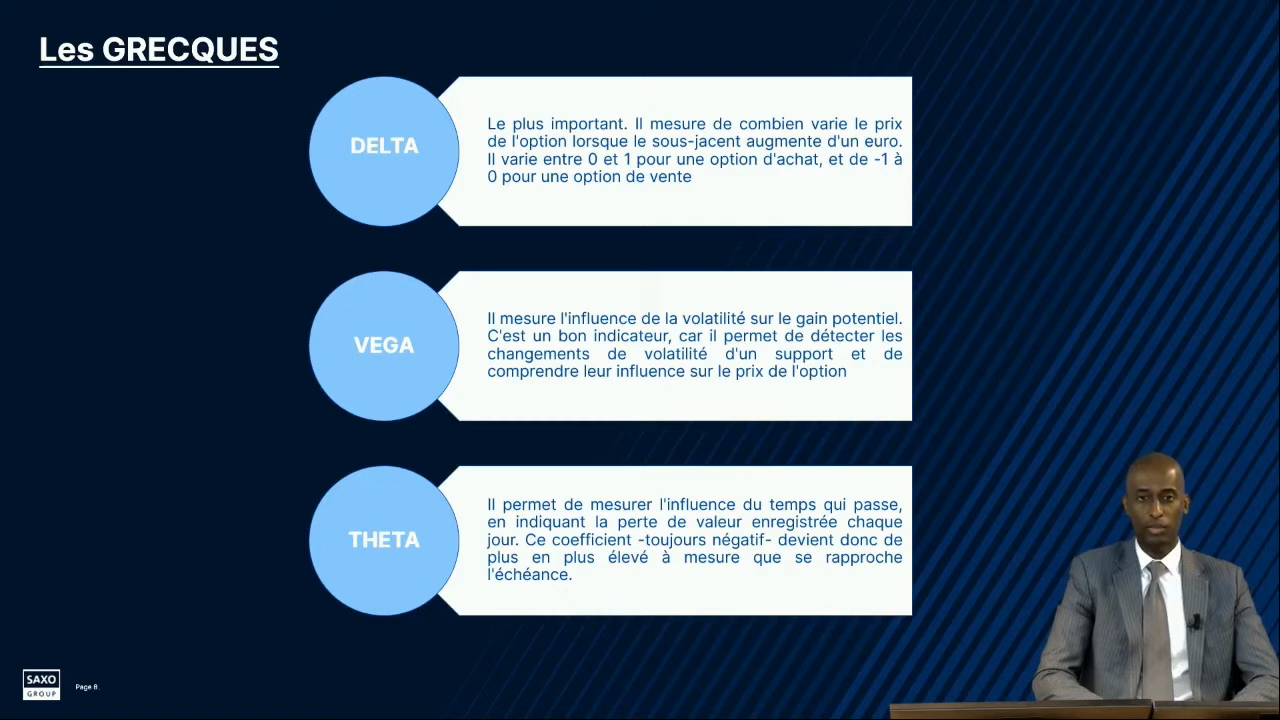 Les GRECQUES
DELTA
Le plus important. Il mesure de combien varie le prix
de l'option lorsque le sous-jacent augmente d'un euro.
Il varie entre 0 et 1 pour une option d'achat, et de -1 à
0 pour une option de vente
VEGA
Il mesure l'influence de la volatilité sur le gain potentiel.
C'est un bon indicateur, car il permet de détecter les
changements de volatilité d'un support et de
comprendre leur influence sur le prix de l'option
THETA
Il permet de mesurer l'influence du temps qui passe,
en indiquant la perte de valeur enregistrée chaque
jour. Ce coefficient -toujours négatif- devient donc de
plus en plus élevé à mesure que se rapproche
l'échéance.
SAXO
GROUP
Page 8.